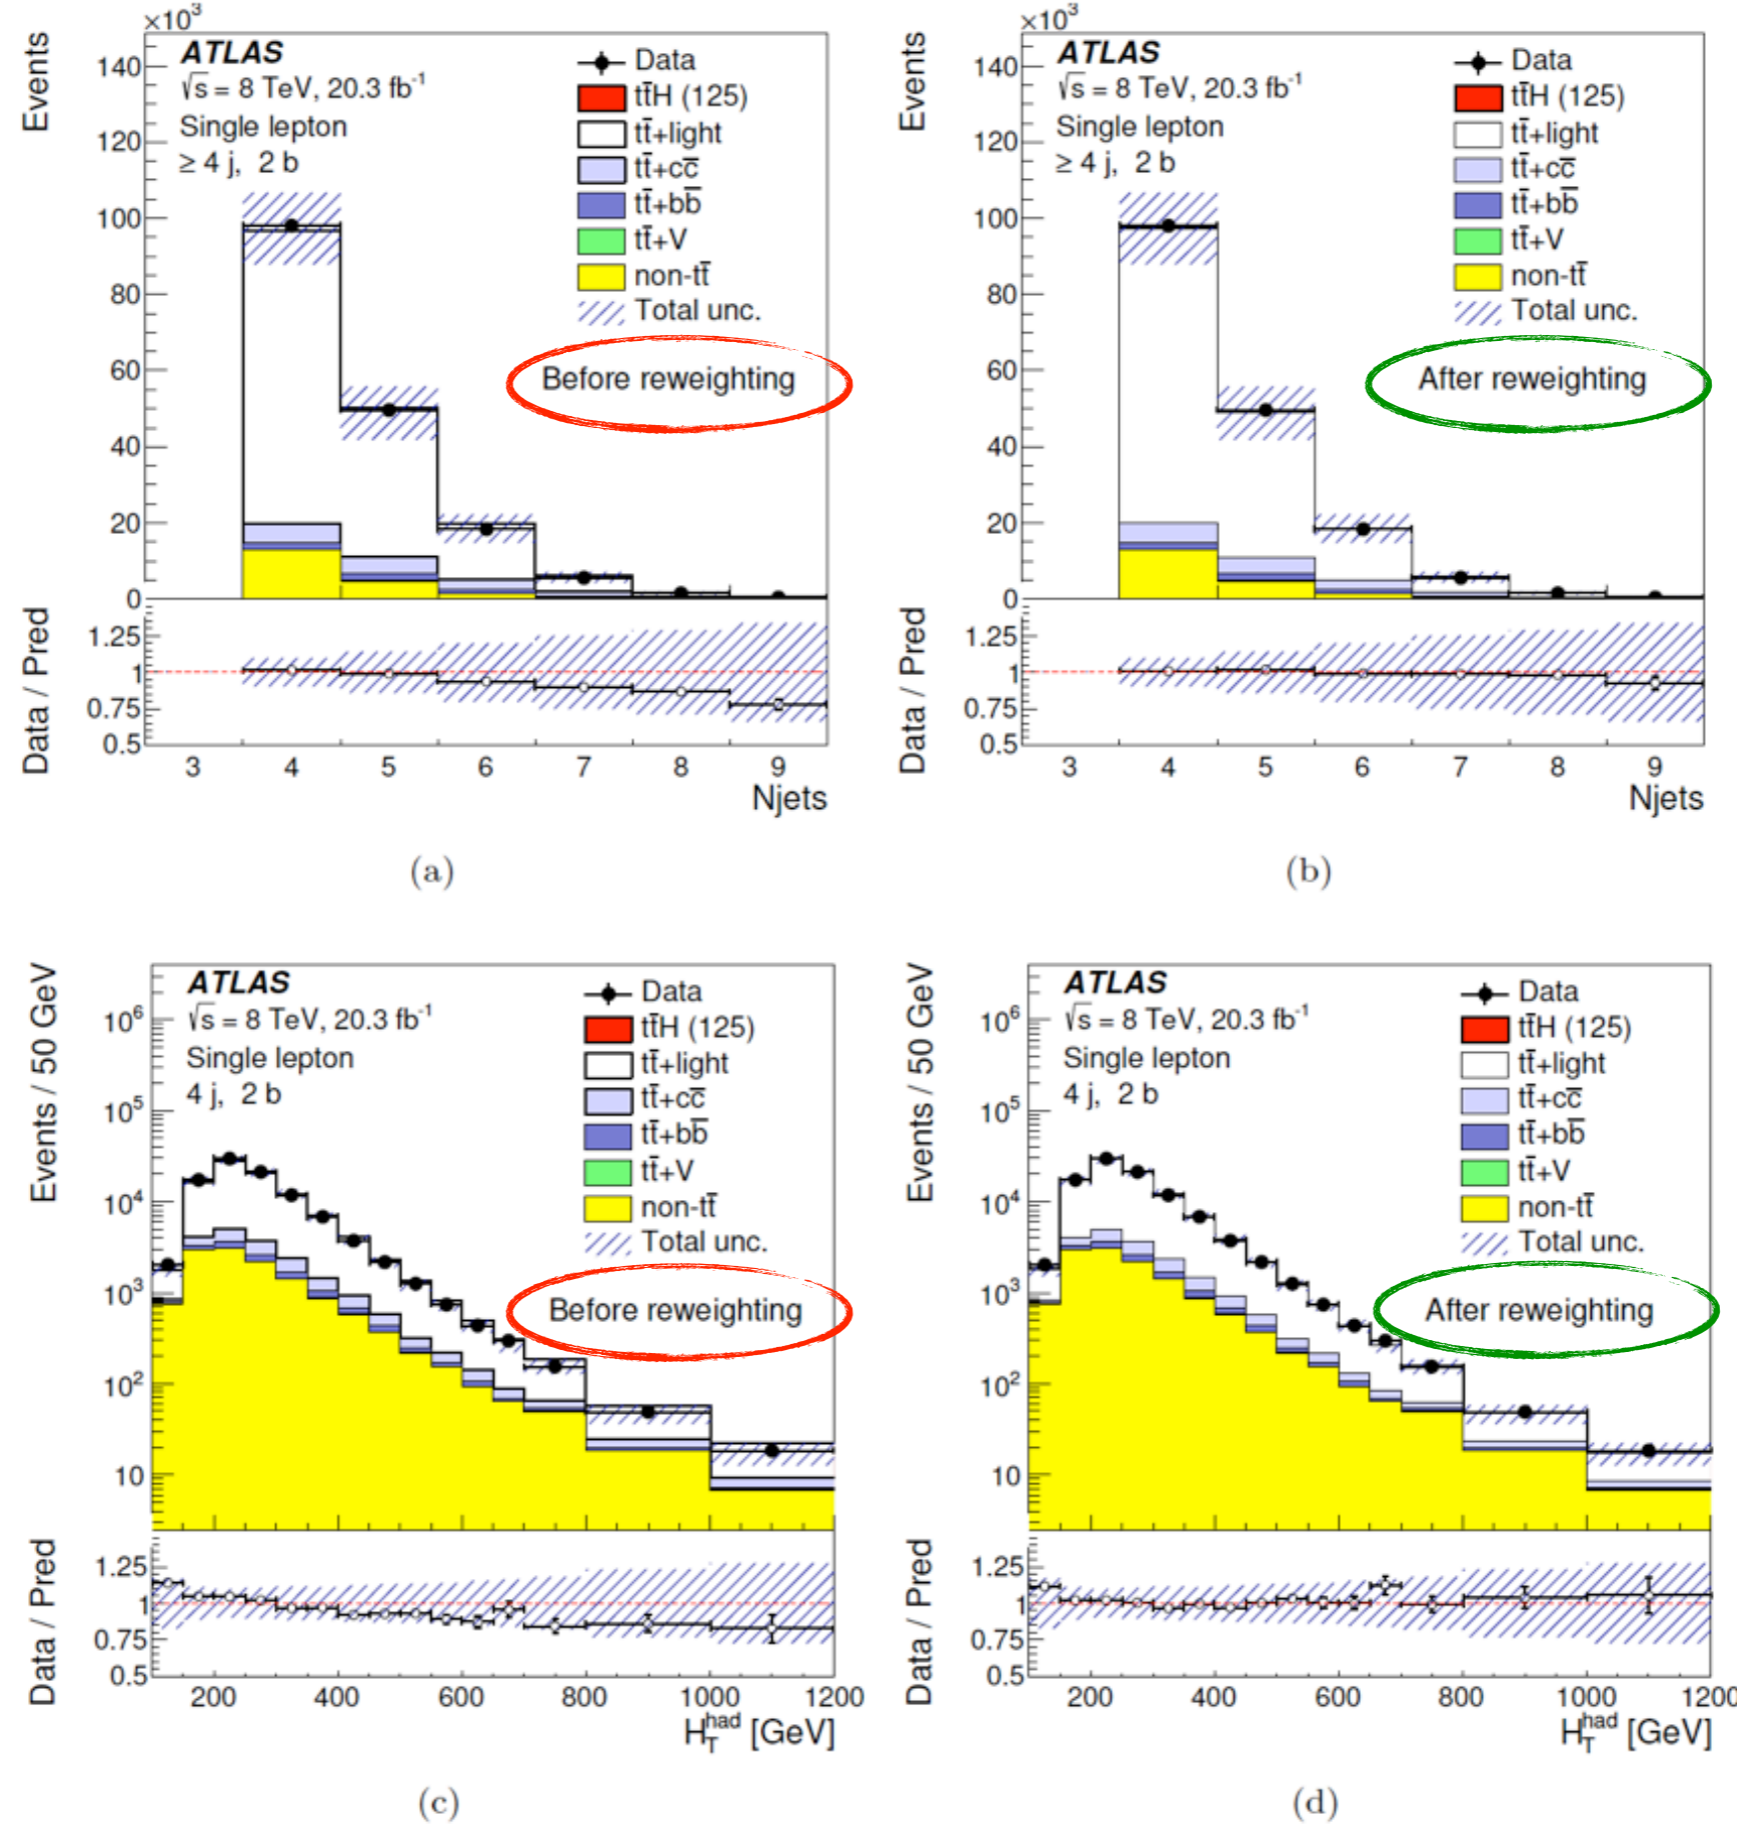 ×10³
Events
140
120
100
80
60
40
20
0
ATLAS
√s = 8 TeV, 20.3 fb⁻¹
Single lepton
≥ 4 j, 2 b
Data
tt̄H (125)
tt̄+light
tt̄+cc̄
tt̄+bb̄
tt̄+V
non-tt̄
Total unc.
Before reweighting
Data / Pred
1.25
1
0.75
0.5
3 4 5 6 7 8 9
Njets
(a)
×10³
Events
140
120
100
80
60
40
20
0
ATLAS
√s = 8 TeV, 20.3 fb⁻¹
Single lepton
≥ 4 j, 2 b
Data
tt̄H (125)
tt̄+light
tt̄+cc̄
tt̄+bb̄
tt̄+V
non-tt̄
Total unc.
After reweighting
Data / Pred
1.25
1
0.75
0.5
3 4 5 6 7 8 9
Njets
(b)
Events / 50 GeV
10⁶
10⁵
10⁴
10³
10²
10
ATLAS
√s = 8 TeV, 20.3 fb⁻¹
Single lepton
4 j, 2 b
Data
tt̄H (125)
tt̄+light
tt̄+cc̄
tt̄+bb̄
tt̄+V
non-tt̄
Total unc.
Before reweighting
Data / Pred
1.25
1
0.75
0.5
200 400 600 800 1000 1200
H_T^had [GeV]
(c)
Events / 50 GeV
10⁶
10⁵
10⁴
10³
10²
10
ATLAS
√s = 8 TeV, 20.3 fb⁻¹
Single lepton
4 j, 2 b
Data
tt̄H (125)
tt̄+light
tt̄+cc̄
tt̄+bb̄
tt̄+V
non-tt̄
Total unc.
After reweighting
Data / Pred
1.25
1
0.75
0.5
200 400 600 800 1000 1200
H_T^had [GeV]
(d)